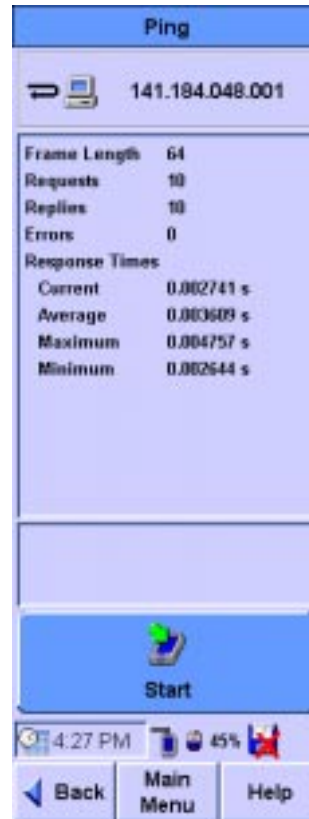 Ping
141.184.048.001
Frame Length 64
Requests 10
Replies 10
Errors 0
Response Times
Current 0.002741 s
Average 0.003609 s
Maximum 0.004757 s
Minimum 0.002644 s
Start
4:27 PM 45%
Back
Main
Menu
Help